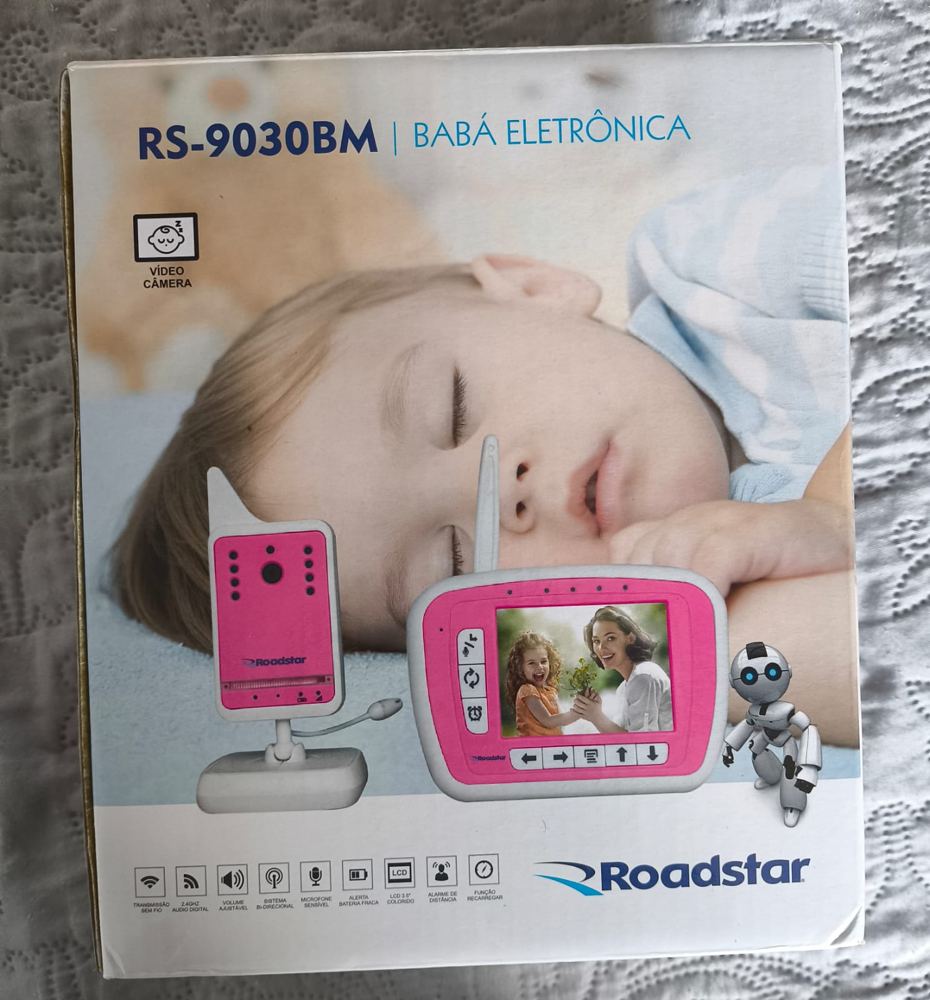 RS-9030BM | BABÁ ELETRÔNICA
VÍDEO
CÂMERA
Roadstar
Roadstar
TRANSMISSÃO
SEM FIO
2.4GHZ
AUDIO DIGITAL
VOLUME
AJUSTÁVEL
SISTEMA
BI-DIRECIONAL
MICROFONE
SENSÍVEL
ALERTA
BATERIA FRACA
LCD
LCD 3.5"
COLORIDO
ALARME DE
DISTÂNCIA
FUNÇÃO
RECARREGAR
Roadstar